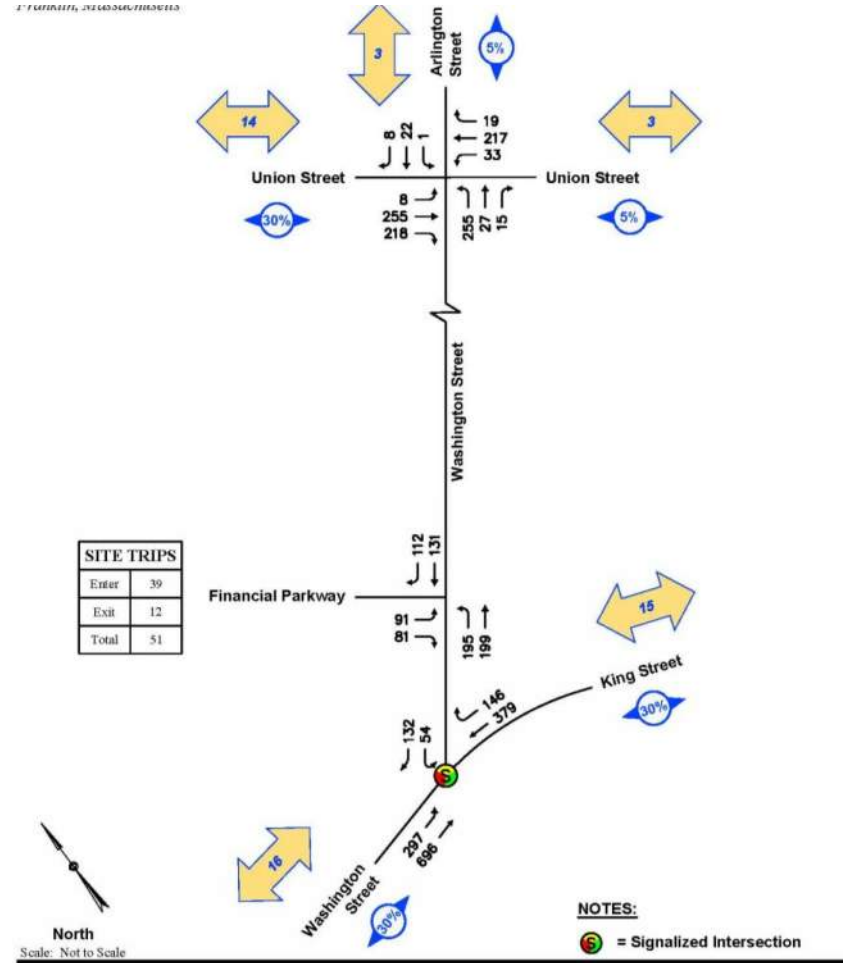 Franklin, Massachusetts
3
Arlington
Street
5%
14
3
8
22
1
19
217
33
Union Street
Union Street
8
255
218
255
27
15
30%
5%
Washington Street
112
131
SITE TRIPS
Enter 39
Exit 12
Total 51
Financial Parkway
91
81
195
199
15
King Street
30%
146
379
132
54
S
297
696
16
Washington
Street
30%
North
Scale: Not to Scale
NOTES:
S = Signalized Intersection